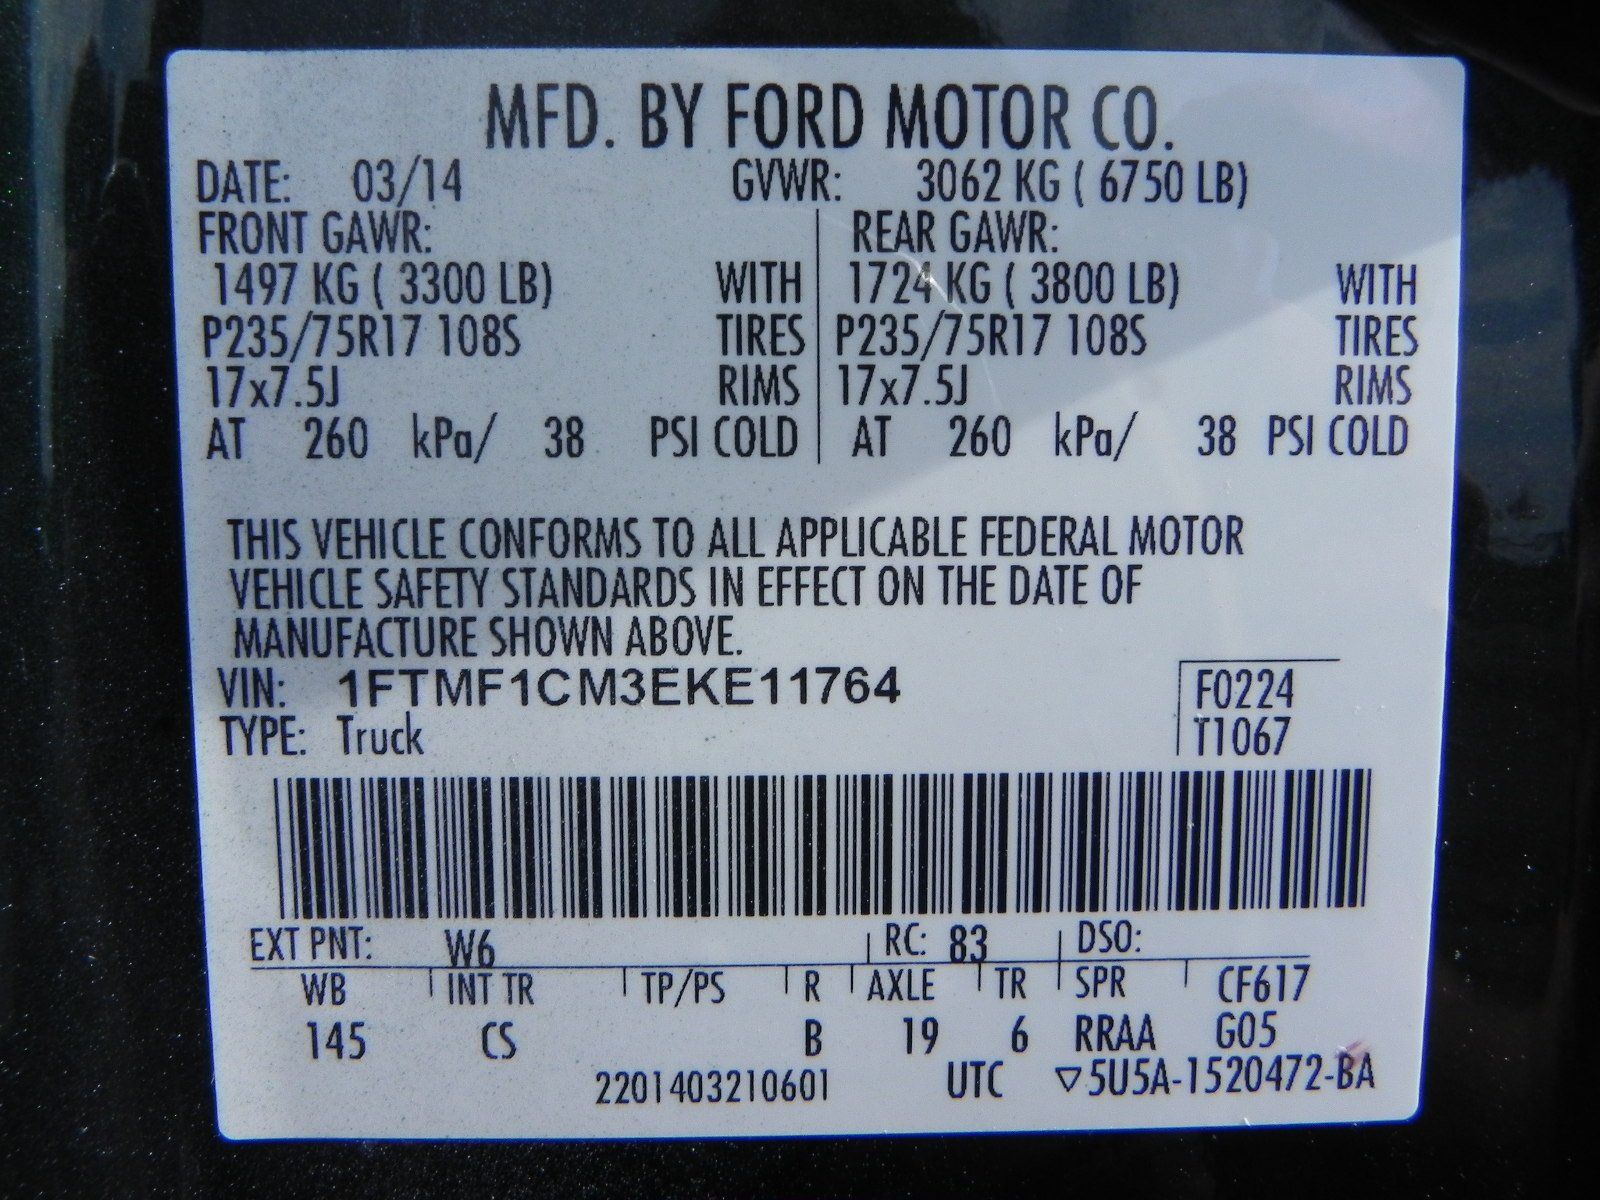 MFD. BY FORD MOTOR CO.
DATE: 03/14 GVWR: 3062 KG ( 6750 LB)
FRONT GAWR: REAR GAWR:
1497 KG ( 3300 LB) WITH 1724 KG ( 3800 LB) WITH
P235/75R17 108S TIRES P235/75R17 108S TIRES
17x7.5J RIMS 17x7.5J RIMS
AT 260 kPa/ 38 PSI COLD AT 260 kPa/ 38 PSI COLD
THIS VEHICLE CONFORMS TO ALL APPLICABLE FEDERAL MOTOR
VEHICLE SAFETY STANDARDS IN EFFECT ON THE DATE OF
MANUFACTURE SHOWN ABOVE.
VIN: 1FTMF1CM3EKE11764 F0224
TYPE: Truck T1067
EXT PNT: W6 RC: 83 DSO:
WB INT TR TP/PS R AXLE TR SPR CF617
145 CS B 19 6 RRAA G05
2201403210601 UTC ▽5U5A-1520472-BA